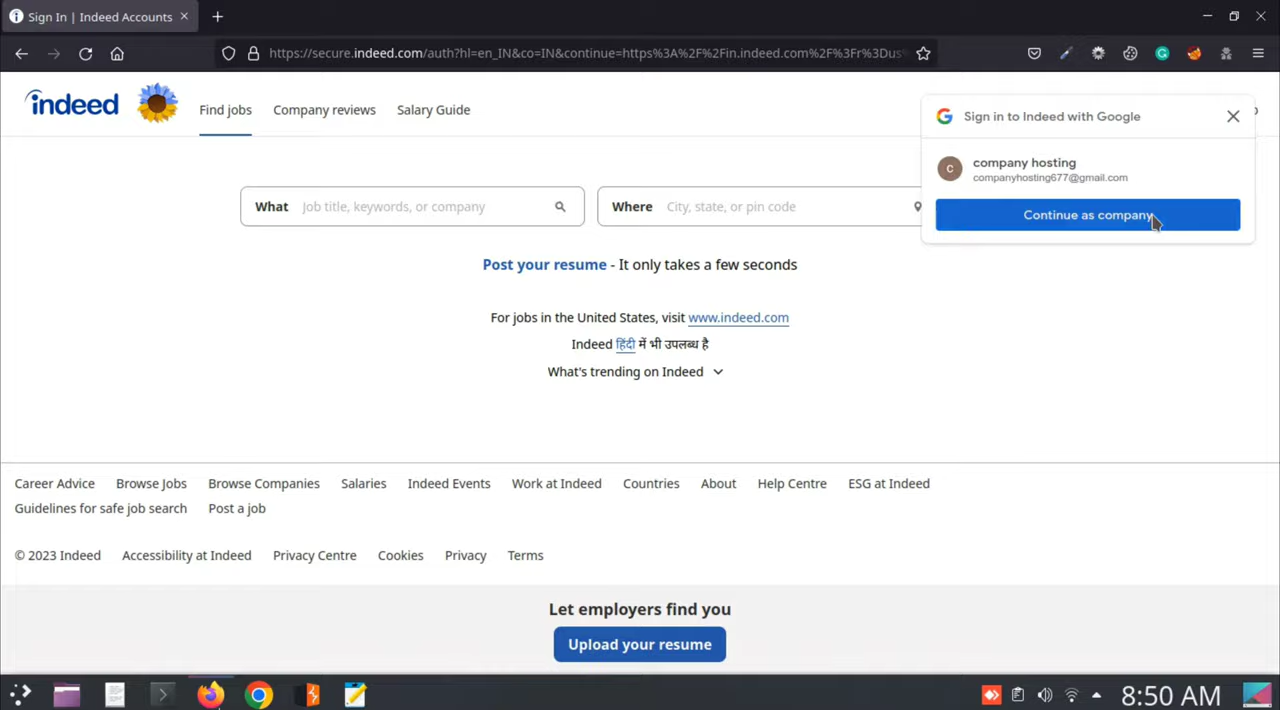 Sign In | Indeed Accounts
https://secure.indeed.com/auth?hl=en_IN&co=IN&continue=https%3A%2F%2Fin.indeed.com%2F%3Fr%3Dus
indeed
Find jobs
Company reviews
Salary Guide
Sign in to Indeed with Google
C
company hosting
companyhosting677@gmail.com
Continue as company
What
Job title, keywords, or company
Where
City, state, or pin code
Post your resume - It only takes a few seconds
For jobs in the United States, visit www.indeed.com
Indeed हिंदी में भी उपलब्ध है
What's trending on Indeed
Career Advice
Browse Jobs
Browse Companies
Salaries
Indeed Events
Work at Indeed
Countries
About
Help Centre
ESG at Indeed
Guidelines for safe job search
Post a job
© 2023 Indeed
Accessibility at Indeed
Privacy Centre
Cookies
Privacy
Terms
Let employers find you
Upload your resume
8:50 AM